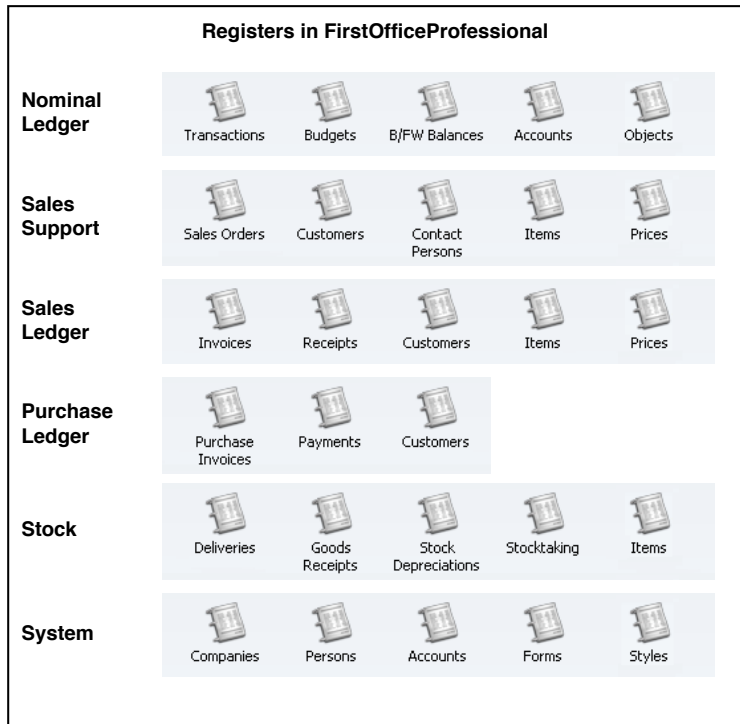 Registers in FirstOfficeProfessional
Nominal
Ledger
Transactions Budgets B/FW Balances Accounts Objects
Sales
Support
Sales Orders Customers Contact Persons Items Prices
Sales
Ledger
Invoices Receipts Customers Items Prices
Purchase
Ledger
Purchase Invoices Payments Customers
Stock
Deliveries Goods Receipts Stock Depreciations Stocktaking Items
System
Companies Persons Accounts Forms Styles